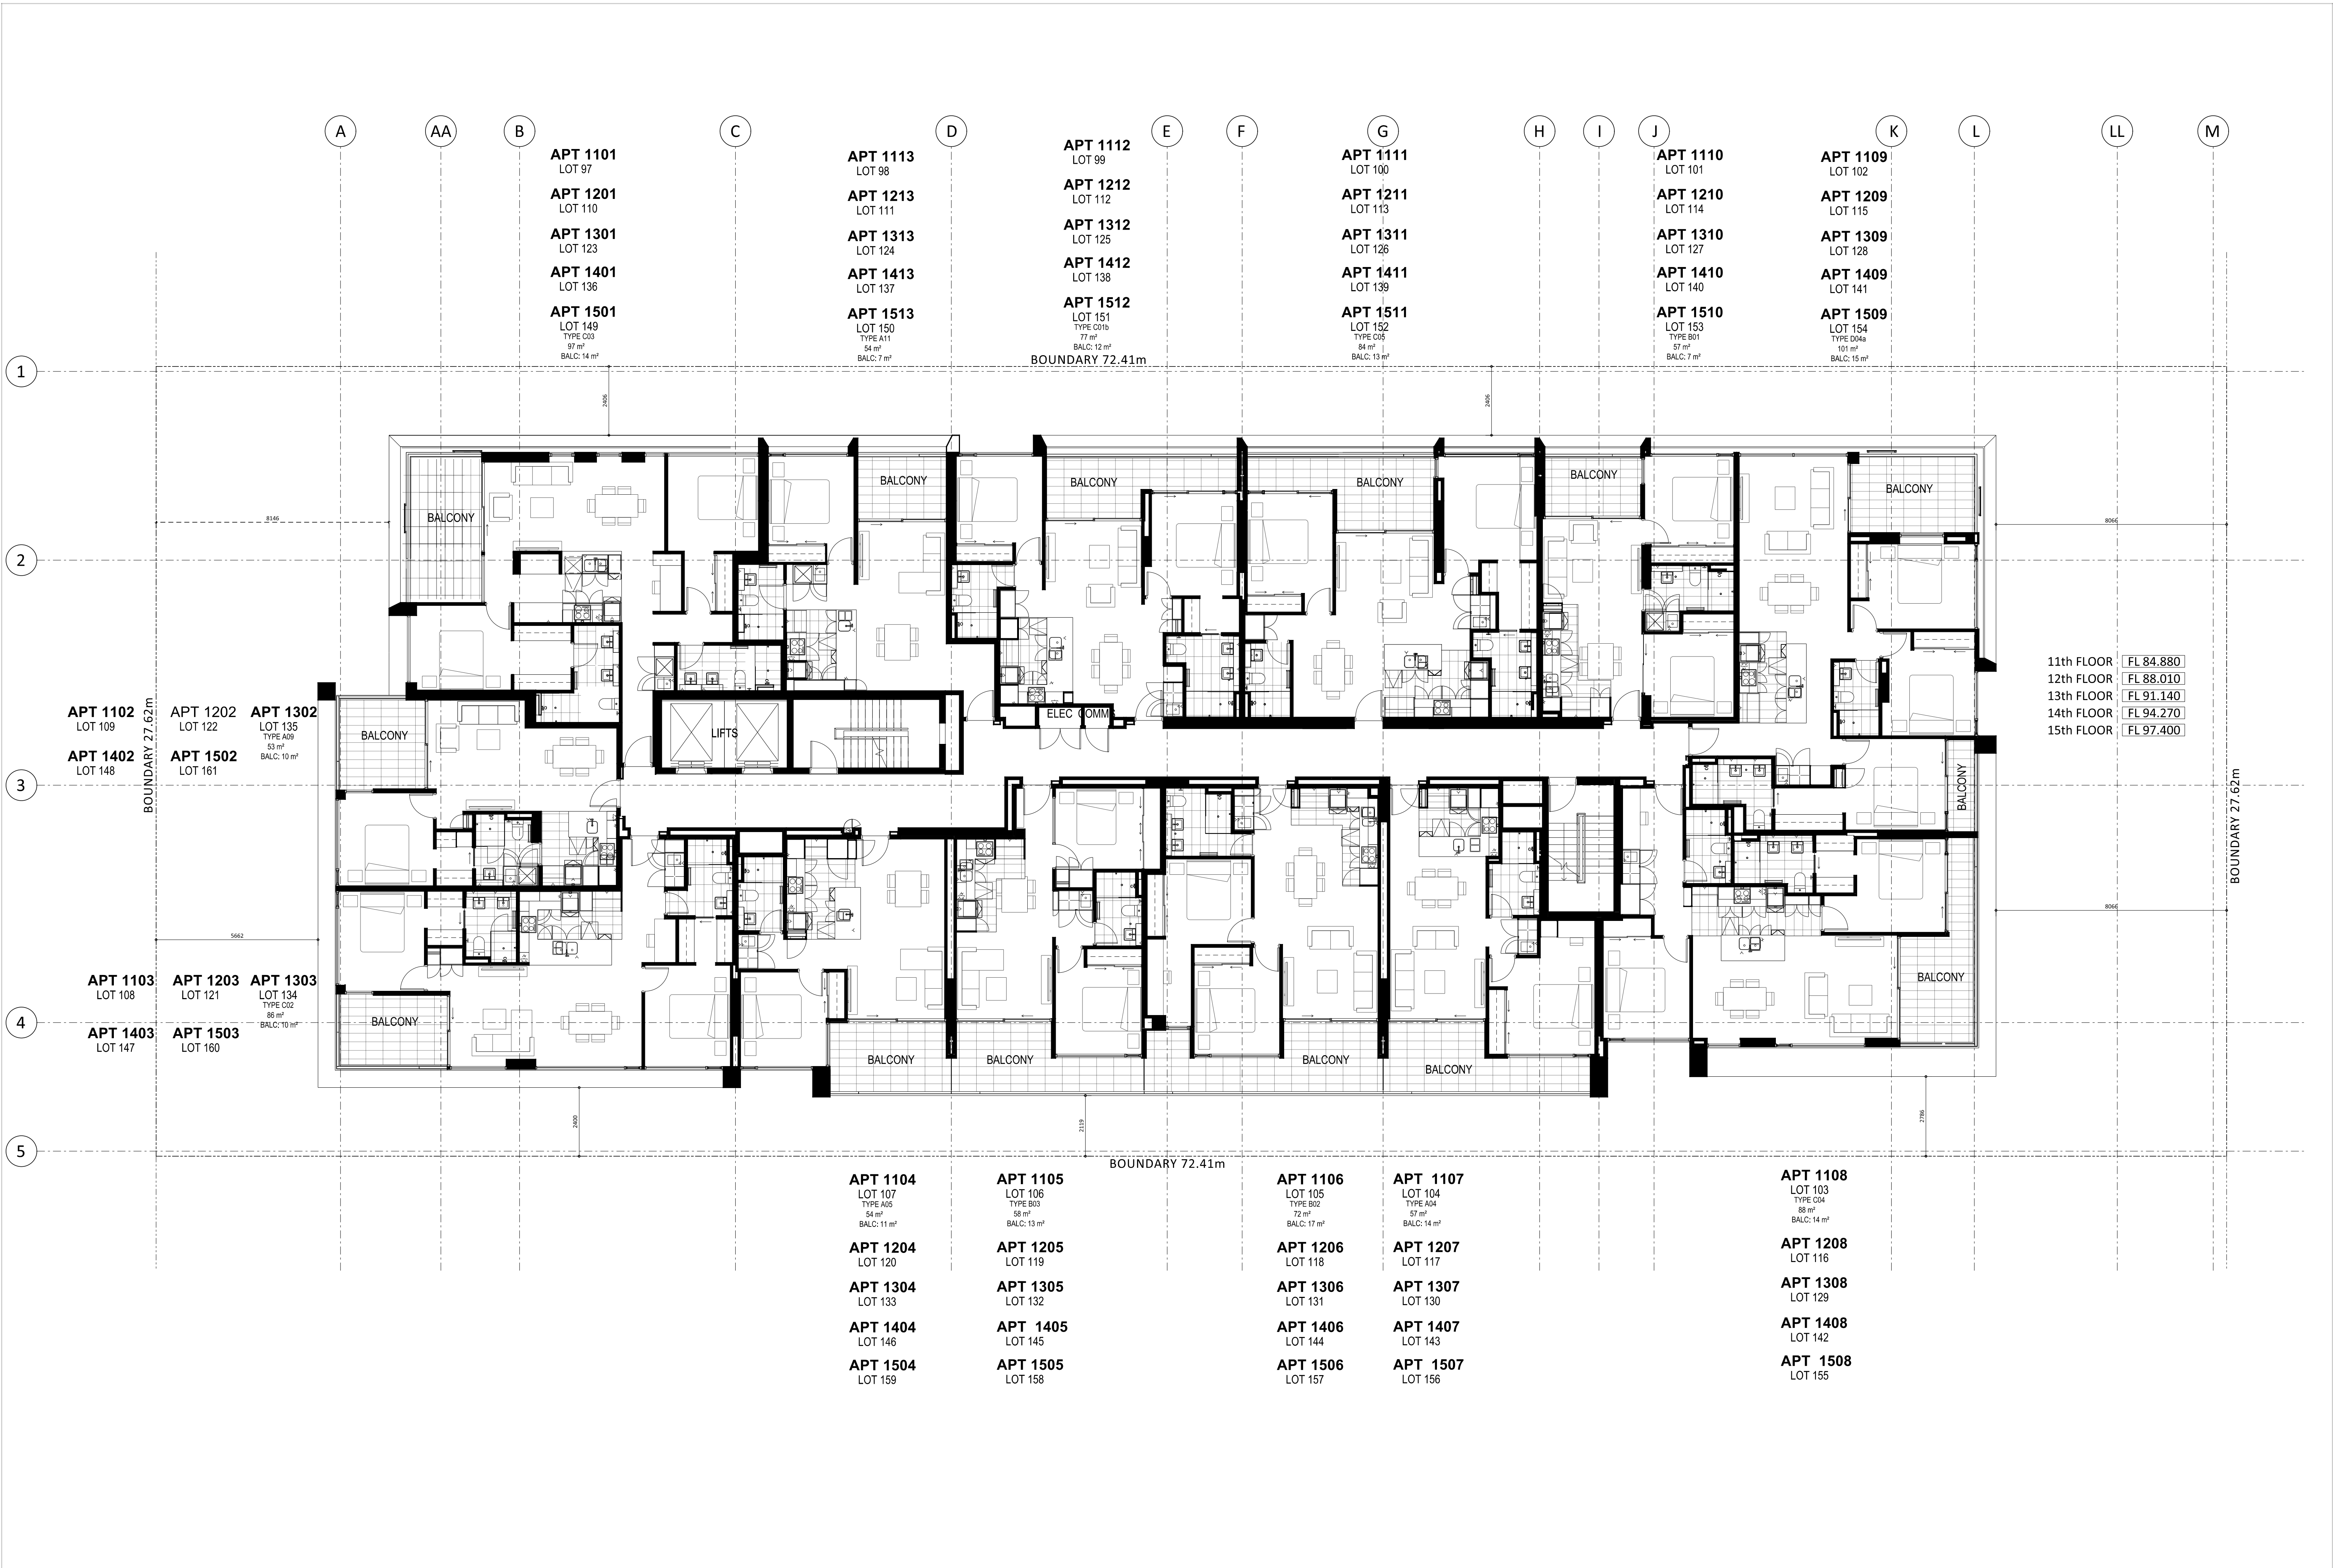 A
AA
B
C
D
E
F
G
H
I
J
K
L
LL
M
APT 1101
LOT 97
APT 1201
LOT 110
APT 1301
LOT 123
APT 1401
LOT 136
APT 1501
LOT 149
TYPE C03
97 m²
BALC: 14 m²
APT 1113
LOT 98
APT 1213
LOT 111
APT 1313
LOT 124
APT 1413
LOT 137
APT 1513
LOT 150
TYPE A11
54 m²
BALC: 7 m²
APT 1112
LOT 99
APT 1212
LOT 112
APT 1312
LOT 125
APT 1412
LOT 138
APT 1512
LOT 151
TYPE C01b
77 m²
BALC: 12 m²
APT 1111
LOT 100
APT 1211
LOT 113
APT 1311
LOT 126
APT 1411
LOT 139
APT 1511
LOT 152
TYPE C05
84 m²
BALC: 13 m²
APT 1110
LOT 101
APT 1210
LOT 114
APT 1310
LOT 127
APT 1410
LOT 140
APT 1510
LOT 153
TYPE B01
57 m²
BALC: 7 m²
APT 1109
LOT 102
APT 1209
LOT 115
APT 1309
LOT 128
APT 1409
LOT 141
APT 1509
LOT 154
TYPE D04a
101 m²
BALC: 15 m²
BOUNDARY 72.41m
1
2406
2406
BALCONY
BALCONY
BALCONY
BALCONY
BALCONY
BALCONY
8146
8066
2
11th FLOOR FL 84.880
12th FLOOR FL 88.010
13th FLOOR FL 91.140
14th FLOOR FL 94.270
15th FLOOR FL 97.400
APT 1102
LOT 109
APT 1202
LOT 122
APT 1302
LOT 135
TYPE A09
53 m²
BALC: 10 m²
APT 1402
LOT 148
APT 1502
LOT 161
BOUNDARY 27.62m
BALCONY
LIFTS
ELEC COMMS
3
BALCONY
BOUNDARY 27.62m
5662
8066
APT 1103
LOT 108
APT 1203
LOT 121
APT 1303
LOT 134
TYPE C02
86 m²
BALC: 10 m²
APT 1403
LOT 147
APT 1503
LOT 160
4
BALCONY
BALCONY
BALCONY
BALCONY
BALCONY
BALCONY
2400
2119
2786
5
BOUNDARY 72.41m
APT 1104
LOT 107
TYPE A05
54 m²
BALC: 11 m²
APT 1204
LOT 120
APT 1304
LOT 133
APT 1404
LOT 146
APT 1504
LOT 159
APT 1105
LOT 106
TYPE B03
58 m²
BALC: 13 m²
APT 1205
LOT 119
APT 1305
LOT 132
APT 1405
LOT 145
APT 1505
LOT 158
APT 1106
LOT 105
TYPE B02
72 m²
BALC: 17 m²
APT 1206
LOT 118
APT 1306
LOT 131
APT 1406
LOT 144
APT 1506
LOT 157
APT 1107
LOT 104
TYPE A04
57 m²
BALC: 14 m²
APT 1207
LOT 117
APT 1307
LOT 130
APT 1407
LOT 143
APT 1507
LOT 156
APT 1108
LOT 103
TYPE C04
88 m²
BALC: 14 m²
APT 1208
LOT 116
APT 1308
LOT 129
APT 1408
LOT 142
APT 1508
LOT 155